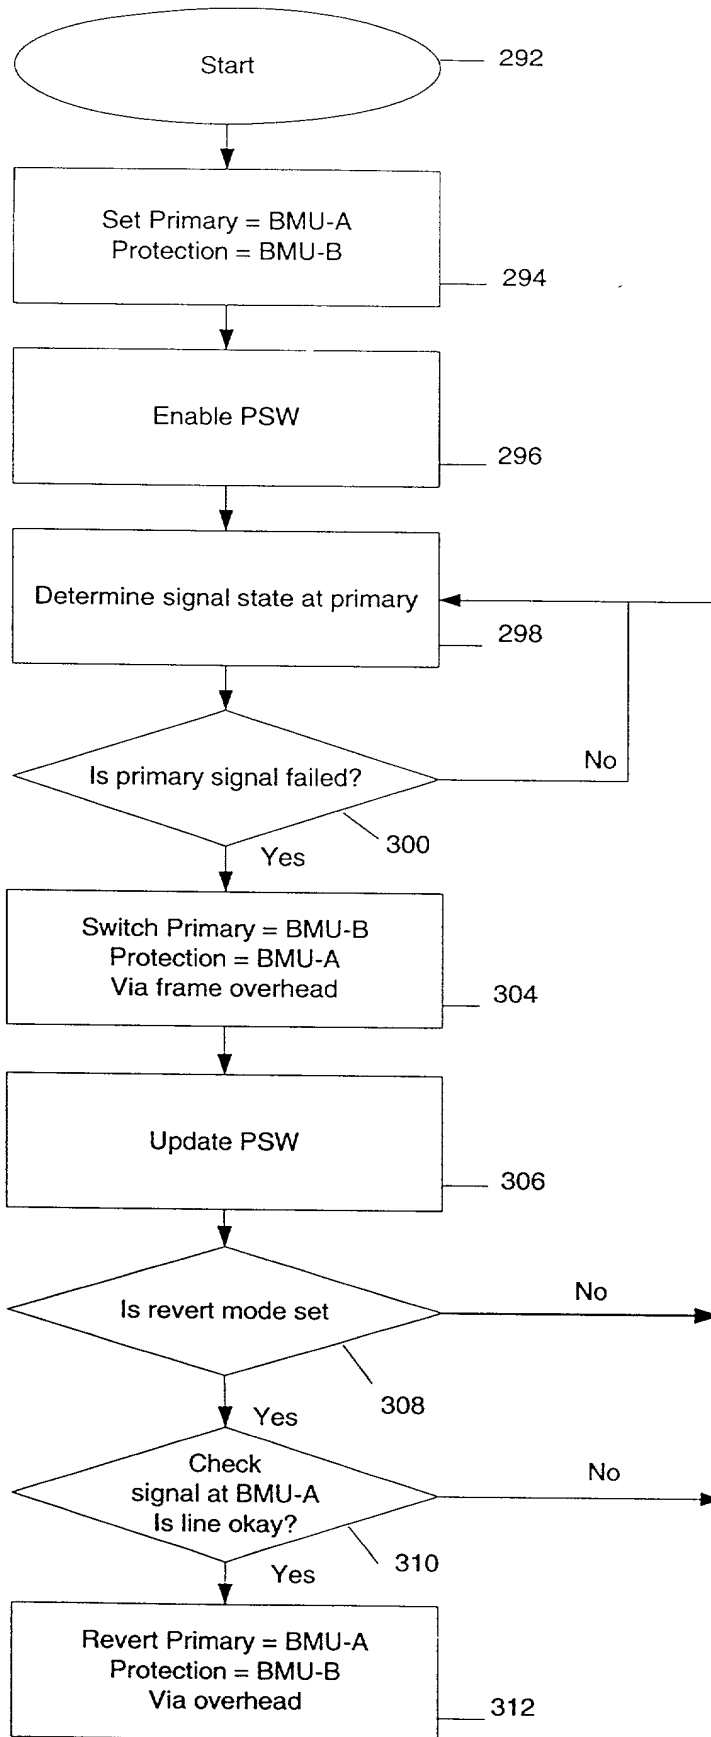 Start
292
Set Primary = BMU-A
Protection = BMU-B
294
Enable PSW
296
Determine signal state at primary
298
Is primary signal failed?
No
300
Yes
Switch Primary = BMU-B
Protection = BMU-A
Via frame overhead
304
Update PSW
306
Is revert mode set
No
308
Yes
Check
signal at BMU-A
Is line okay?
No
310
Yes
Revert Primary = BMU-A
Protection = BMU-B
Via overhead
312